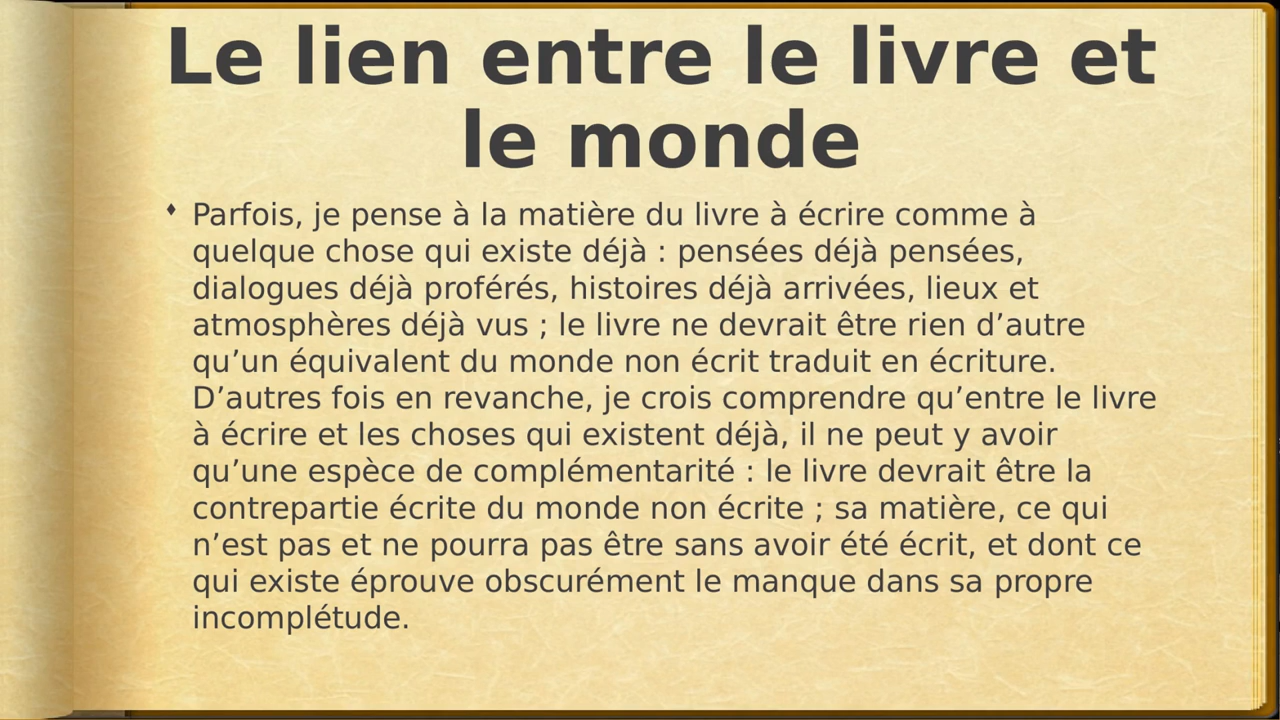 Le lien entre le livre et
le monde
Parfois, je pense à la matière du livre à écrire comme à
quelque chose qui existe déjà : pensées déjà pensées,
dialogues déjà proférés, histoires déjà arrivées, lieux et
atmosphères déjà vus ; le livre ne devrait être rien d’autre
qu’un équivalent du monde non écrit traduit en écriture.
D’autres fois en revanche, je crois comprendre qu’entre le livre
à écrire et les choses qui existent déjà, il ne peut y avoir
qu’une espèce de complémentarité : le livre devrait être la
contrepartie écrite du monde non écrite ; sa matière, ce qui
n’est pas et ne pourra pas être sans avoir été écrit, et dont ce
qui existe éprouve obscurément le manque dans sa propre
incomplétude.